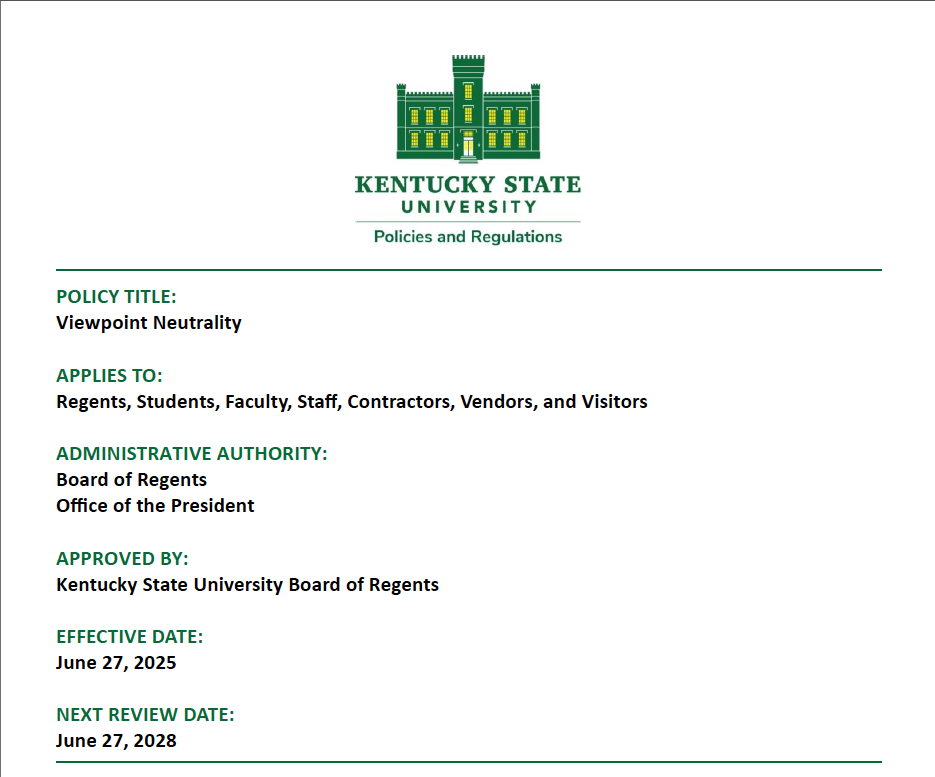 KENTUCKY STATE
UNIVERSITY
Policies and Regulations
POLICY TITLE:
Viewpoint Neutrality
APPLIES TO:
Regents, Students, Faculty, Staff, Contractors, Vendors, and Visitors
ADMINISTRATIVE AUTHORITY:
Board of Regents
Office of the President
APPROVED BY:
Kentucky State University Board of Regents
EFFECTIVE DATE:
June 27, 2025
NEXT REVIEW DATE:
June 27, 2028